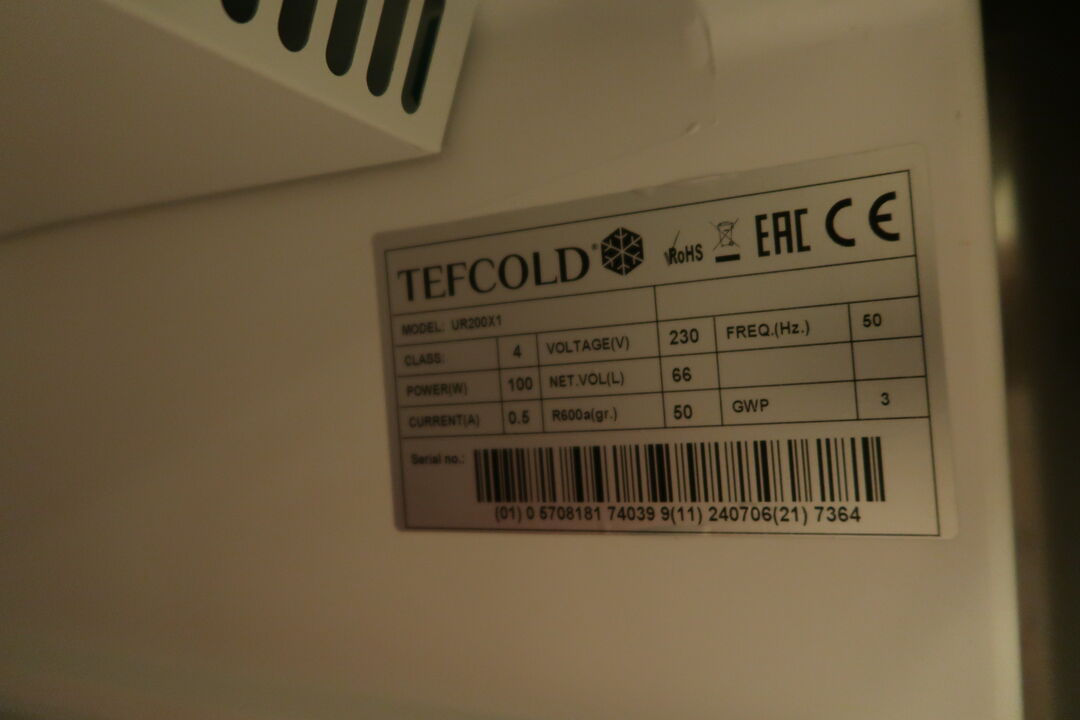 TEFCOLD® RoHS EAC CE
MODEL: UR200X1
CLASS: 4 VOLTAGE(V) 230 FREQ.(Hz.) 50
POWER(W) 100 NET.VOL(L) 66
CURRENT(A) 0.5 R600a(gr.) 50 GWP 3
Serial no.:
(01) 0 5708181 74039 9(11) 240706(21) 7364